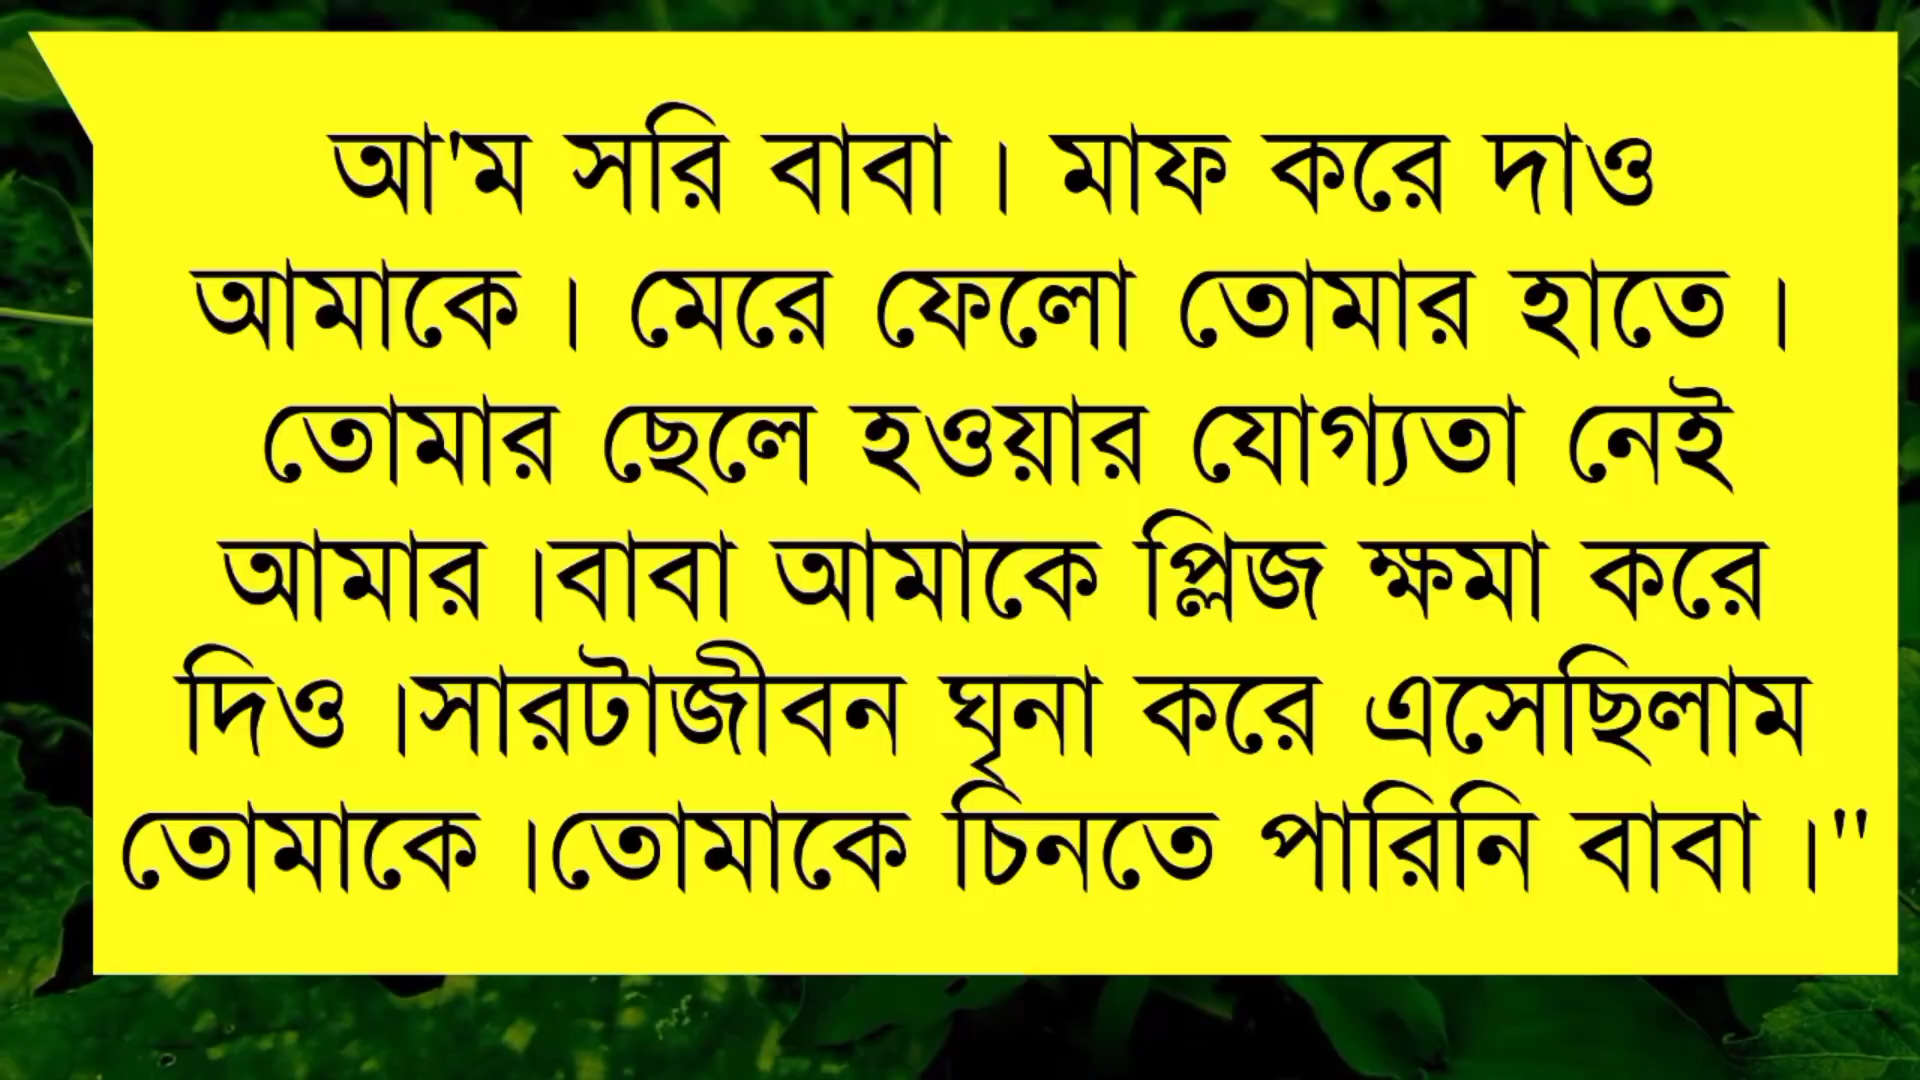 আ'ম সরি বাবা । মাফ করে দাও
আমাকে । মেরে ফেলো তোমার হাতে ।
তোমার ছেলে হওয়ার যোগ্যতা নেই
আমার ।বাবা আমাকে প্লিজ ক্ষমা করে
দিও ।সারটাজীবন ঘৃনা করে এসেছিলাম
তোমাকে ।তোমাকে চিনতে পারিনি বাবা ।"